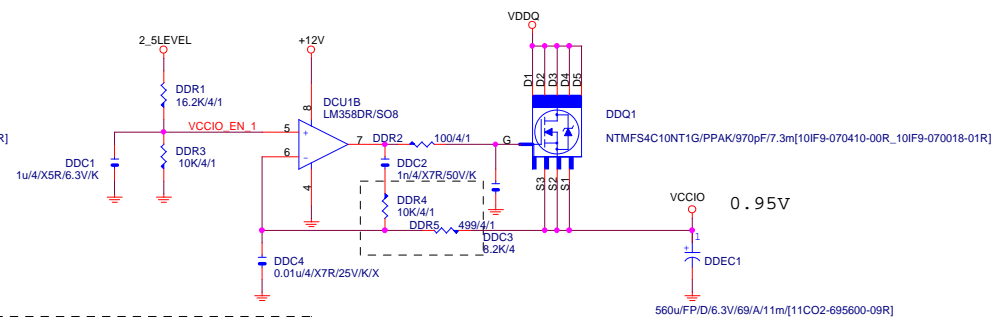 VDDQ
2_5LEVEL
+12V
D1
D2
D3
D4
D5
DDR1
16.2K/4/1
8
DCU1B
LM358DR/SO8
DDQ1
R]
VCCIO_EN_1
5
+
7
DDR2
100/4/1
G
NTMFS4C10NT1G/PPAK/970pF/7.3m[10IF9-070410-00R_10IF9-070018-01R]
6
-
DDR3
10K/4/1
DDC1
1u/4/X5R/6.3V/K
4
DDC2
1n/4/X7R/50V/K
S3
S2
S1
DDR4
10K/4/1
VCCIO
0.95V
DDR5
499/4/1
DDC3
8.2K/4
1
+
DDEC1
DDC4
0.01u/4/X7R/25V/K/X
560u/FP/D/6.3V/69/A/11m/[11CO2-695600-09R]